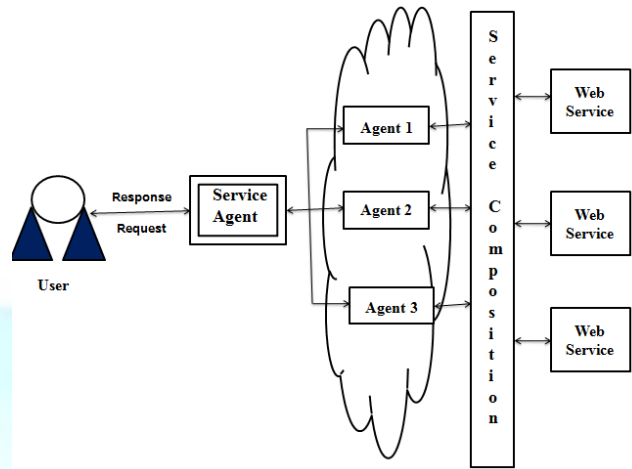 Response
Request
User
Service
Agent
Agent 1
Agent 2
Agent 3
S
e
r
v
i
c
e
C
o
m
p
o
s
i
t
i
o
n
Web
Service
Web
Service
Web
Service